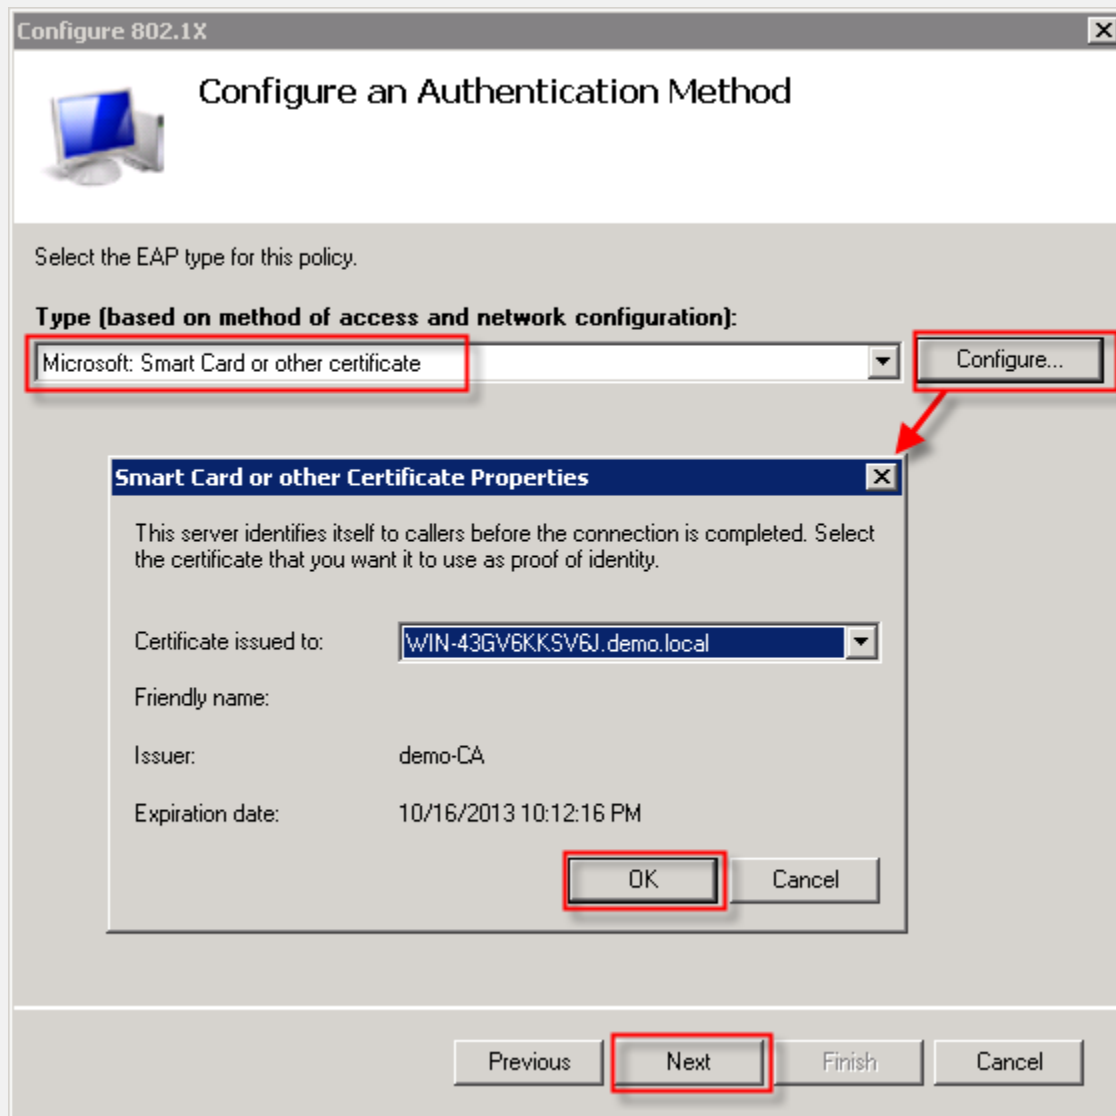 Configure 802.1X
Configure an Authentication Method
Select the EAP type for this policy.
Type (based on method of access and network configuration):
Microsoft: Smart Card or other certificate
Configure...
Smart Card or other Certificate Properties
This server identifies itself to callers before the connection is completed. Select
the certificate that you want it to use as proof of identity.
Certificate issued to:
WIN-43GV6KKSV6J.demo.local
Friendly name:
Issuer:
demo-CA
Expiration date:
10/16/2013 10:12:16 PM
OK
Cancel
Previous
Next
Finish
Cancel